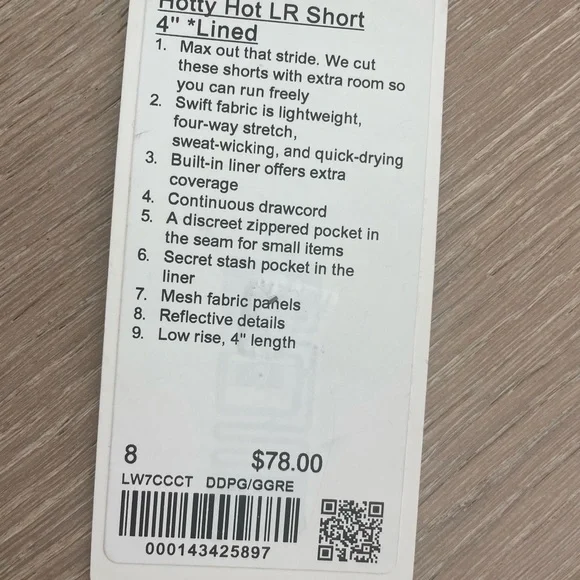 Hotty Hot LR Short
4" *Lined
1. Max out that stride. We cut
these shorts with extra room so
you can run freely
2. Swift fabric is lightweight,
four-way stretch,
sweat-wicking, and quick-drying
3. Built-in liner offers extra
coverage
4. Continuous drawcord
5. A discreet zippered pocket in
the seam for small items
6. Secret stash pocket in the
liner
7. Mesh fabric panels
8. Reflective details
9. Low rise, 4" length
8 $78.00
LW7CCCT DDPG/GGRE
000143425897